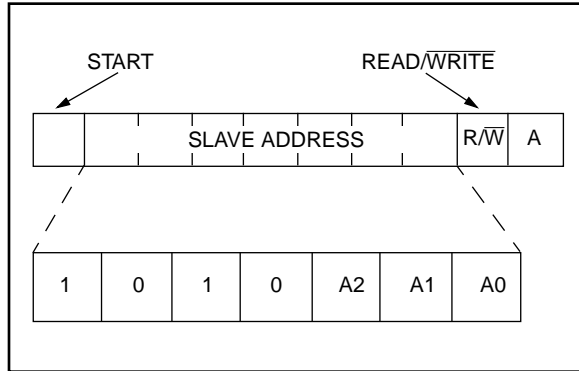 START READ/WRITE
SLAVE ADDRESS R/W A
1 0 1 0 A2 A1 A0